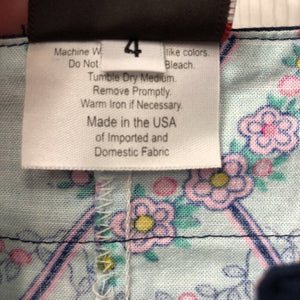 4
Machine W like colors.
Do Not Bleach.
Tumble Dry Medium.
Remove Promptly.
Warm Iron if Necessary.
Made in the USA
of Imported and
Domestic Fabric